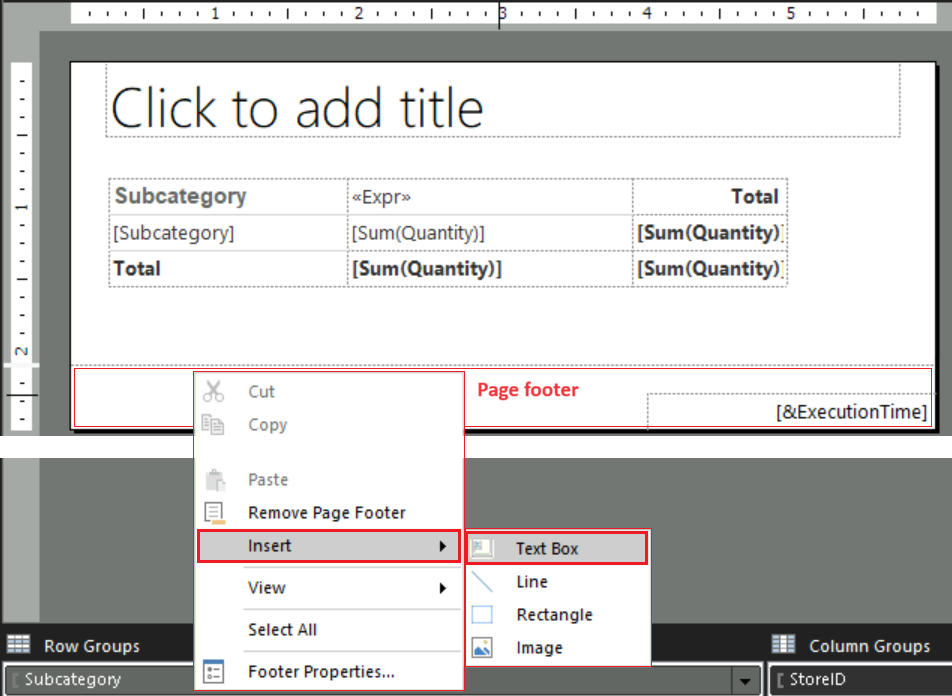 1 2 3 4 5
Click to add title
Subcategory «Expr» Total
[Subcategory] [Sum(Quantity)] [Sum(Quantity)]
Total [Sum(Quantity)] [Sum(Quantity)]
1
2
Page footer
[&ExecutionTime]
Cut
Copy
Paste
Remove Page Footer
Insert
Text Box
Line
Rectangle
Image
View
Select All
Footer Properties...
Row Groups
Column Groups
[ Subcategory
[ StoreID